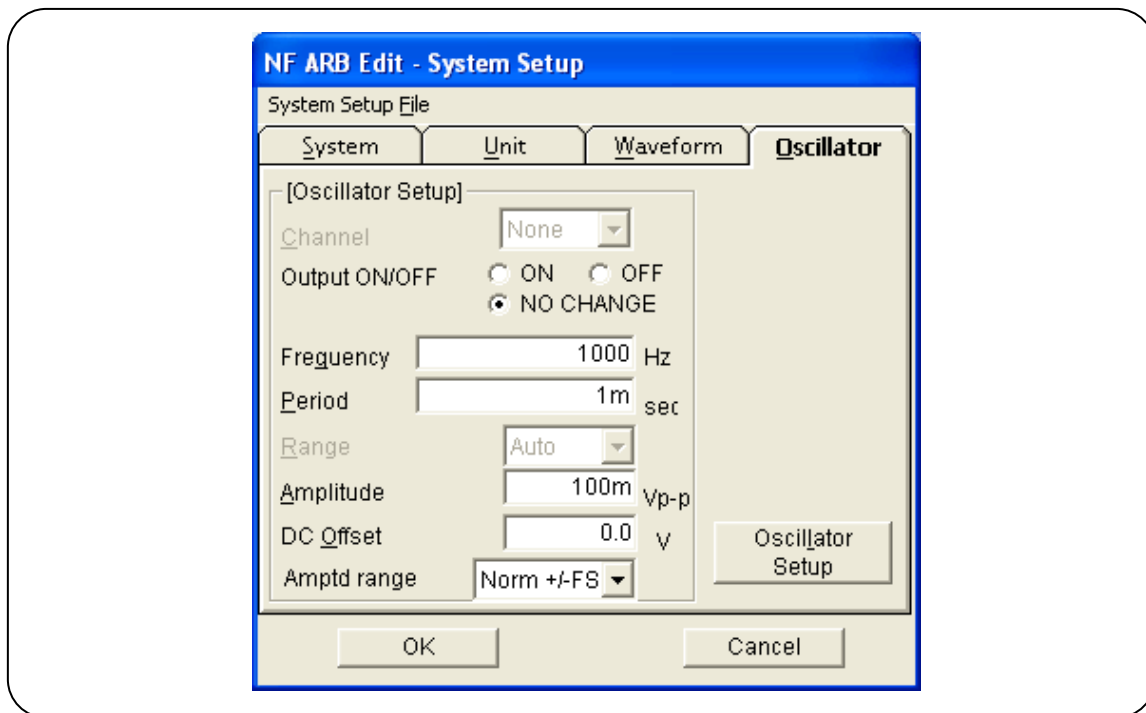 NF ARB Edit - System Setup
System Setup File
System Unit Waveform Oscillator
[Oscillator Setup]
Channel None
Output ON/OFF ON OFF
NO CHANGE
Frequency 1000 Hz
Period 1m sec
Range Auto
Amplitude 100m Vp-p
DC Offset 0.0 V
Amptd range Norm +/-FS
Oscillator
Setup
OK Cancel